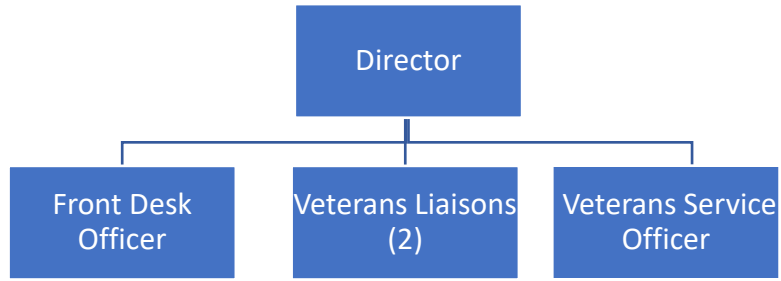 Director
Front Desk
Officer
Veterans Liaisons
(2)
Veterans Service
Officer